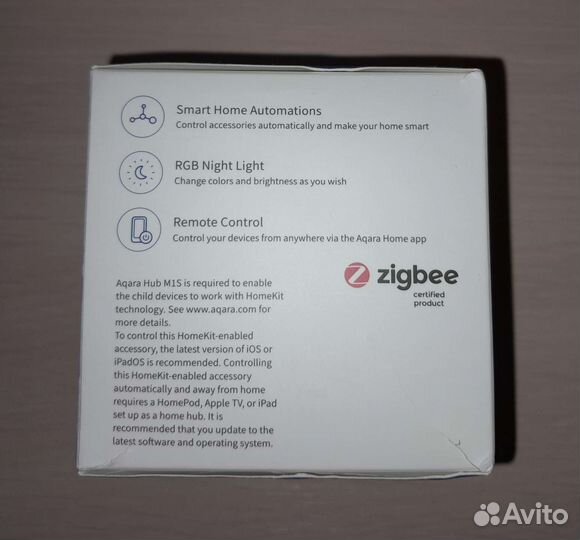 Smart Home Automations
Control accessories automatically and make your home smart
RGB Night Light
Change colors and brightness as you wish
Remote Control
Control your devices from anywhere via the Aqara Home app
Aqara Hub M1S is required to enable
the child devices to work with HomeKit
technology. See www.aqara.com for
more details.
To control this HomeKit-enabled
accessory, the latest version of iOS or
iPadOS is recommended. Controlling
this HomeKit-enabled accessory
automatically and away from home
requires a HomePod, Apple TV, or iPad
set up as a home hub. It is
recommended that you update to the
latest software and operating system.
zigbee
certified
product
Avito